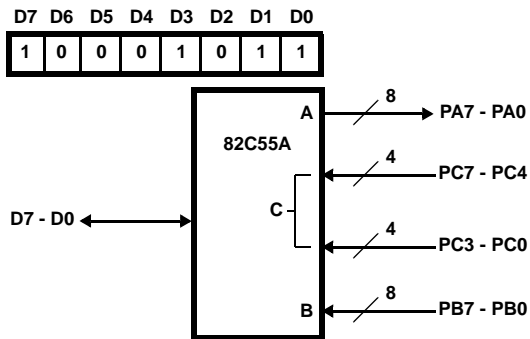 D7 D6 D5 D4 D3 D2 D1 D0
1 0 0 0 1 0 1 1
A
8
PA7 - PA0
82C55A
4
PC7 - PC4
C
D7 - D0
4
PC3 - PC0
B
8
PB7 - PB0